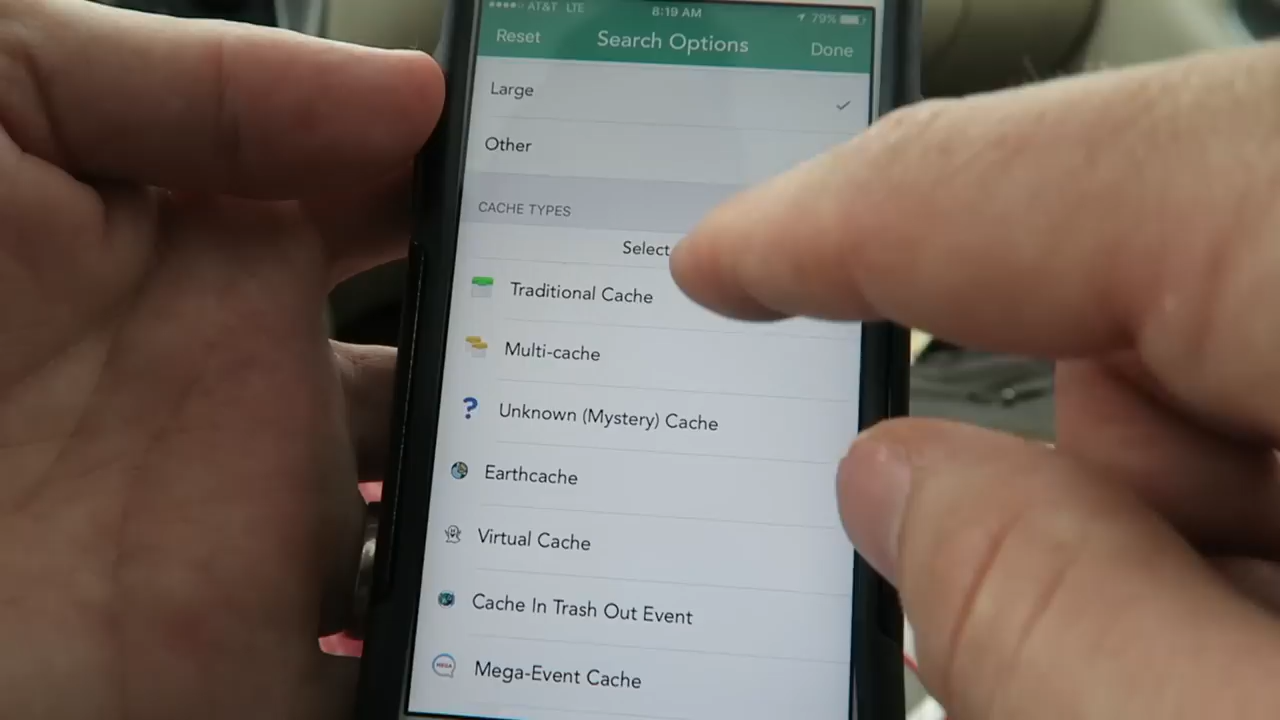 AT&T LTE 8:19 AM 79%
Reset Search Options Done
Large
Other
CACHE TYPES
Select
Traditional Cache
Multi-cache
? Unknown (Mystery) Cache
Earthcache
Virtual Cache
Cache In Trash Out Event
MEGA Mega-Event Cache